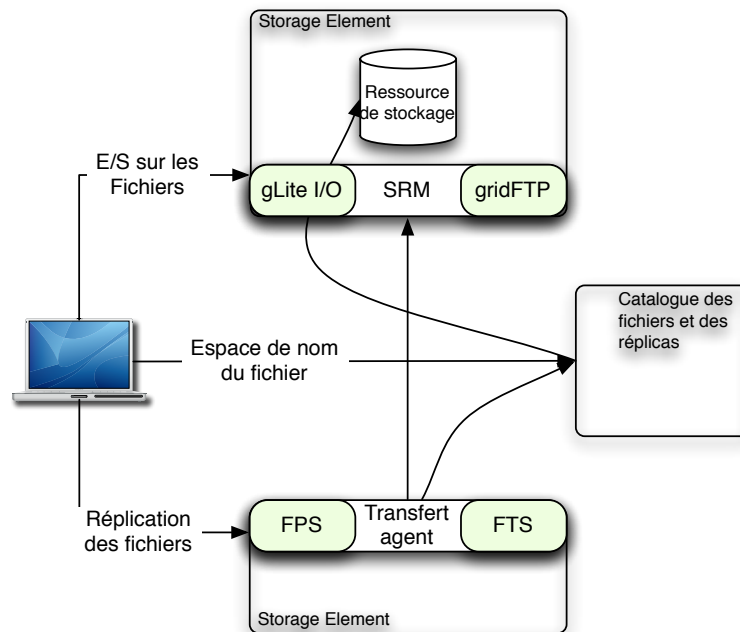 Storage Element
Ressource
de stockage
E/S sur les
Fichiers
gLite I/O
SRM
gridFTP
Catalogue des
fichiers et des
réplicas
Espace de nom
du fichier
Réplication
des fichiers
FPS
Transfert
agent
FTS
Storage Element